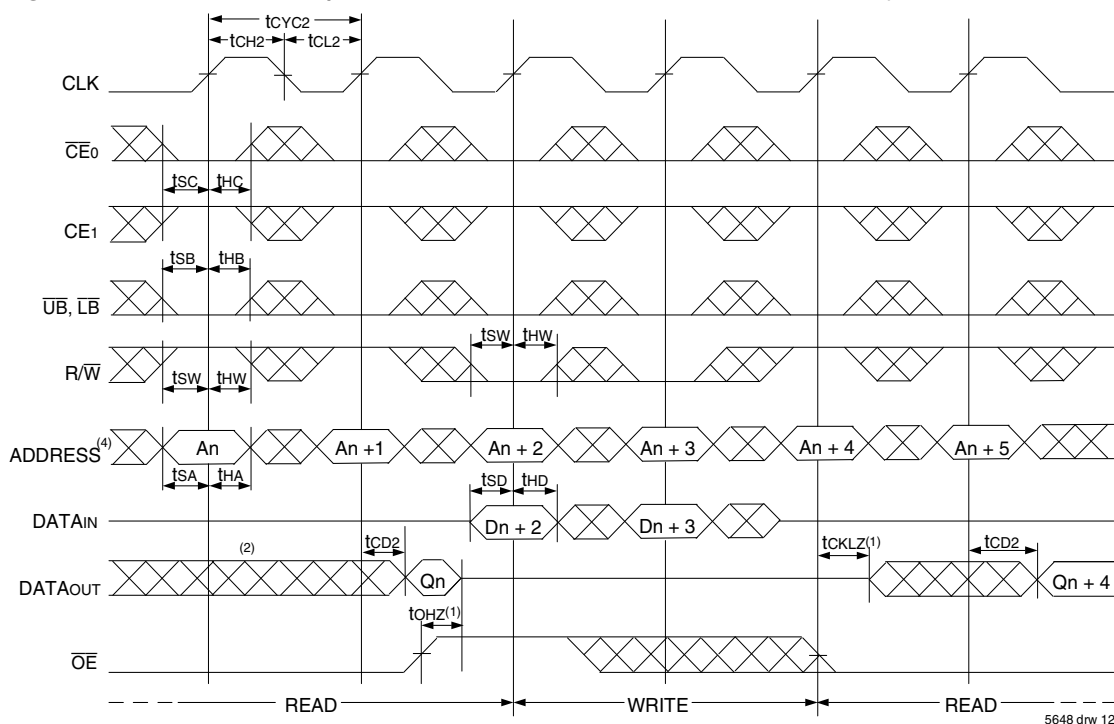 tCYC2
tCH2 tCL2
CLK
CE0
tSC tHC
CE1
tSB tHB
UB, LB
tSW tHW
R/W
tSW tHW
ADDRESS(4) An An +1 An + 2 An + 3 An + 4 An + 5
tSA tHA tSD tHD
DATAIN Dn + 2 Dn + 3
(2) tCD2 tCKLZ(1) tCD2
DATAOUT Qn Qn + 4
tOHZ(1)
OE
READ WRITE READ
5648 drw 12